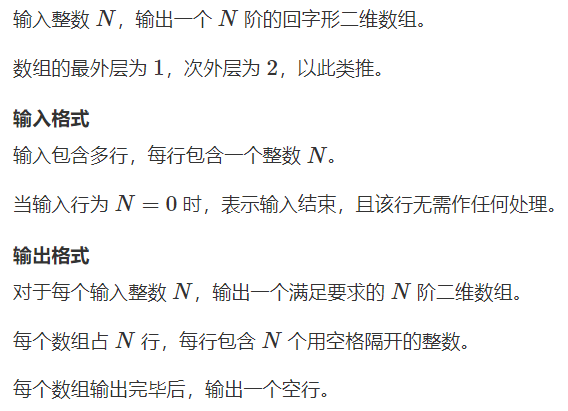 输入整数 N，输出一个 N 阶的回字形二维数组。
数组的最外层为 1，次外层为 2，以此类推。
输入格式
输入包含多行，每行包含一个整数 N。
当输入行为 N = 0 时，表示输入结束，且该行无需作任何处理。
输出格式
对于每个输入整数 N，输出一个满足要求的 N 阶二维数组。
每个数组占 N 行，每行包含 N 个用空格隔开的整数。
每个数组输出完毕后，输出一个空行。